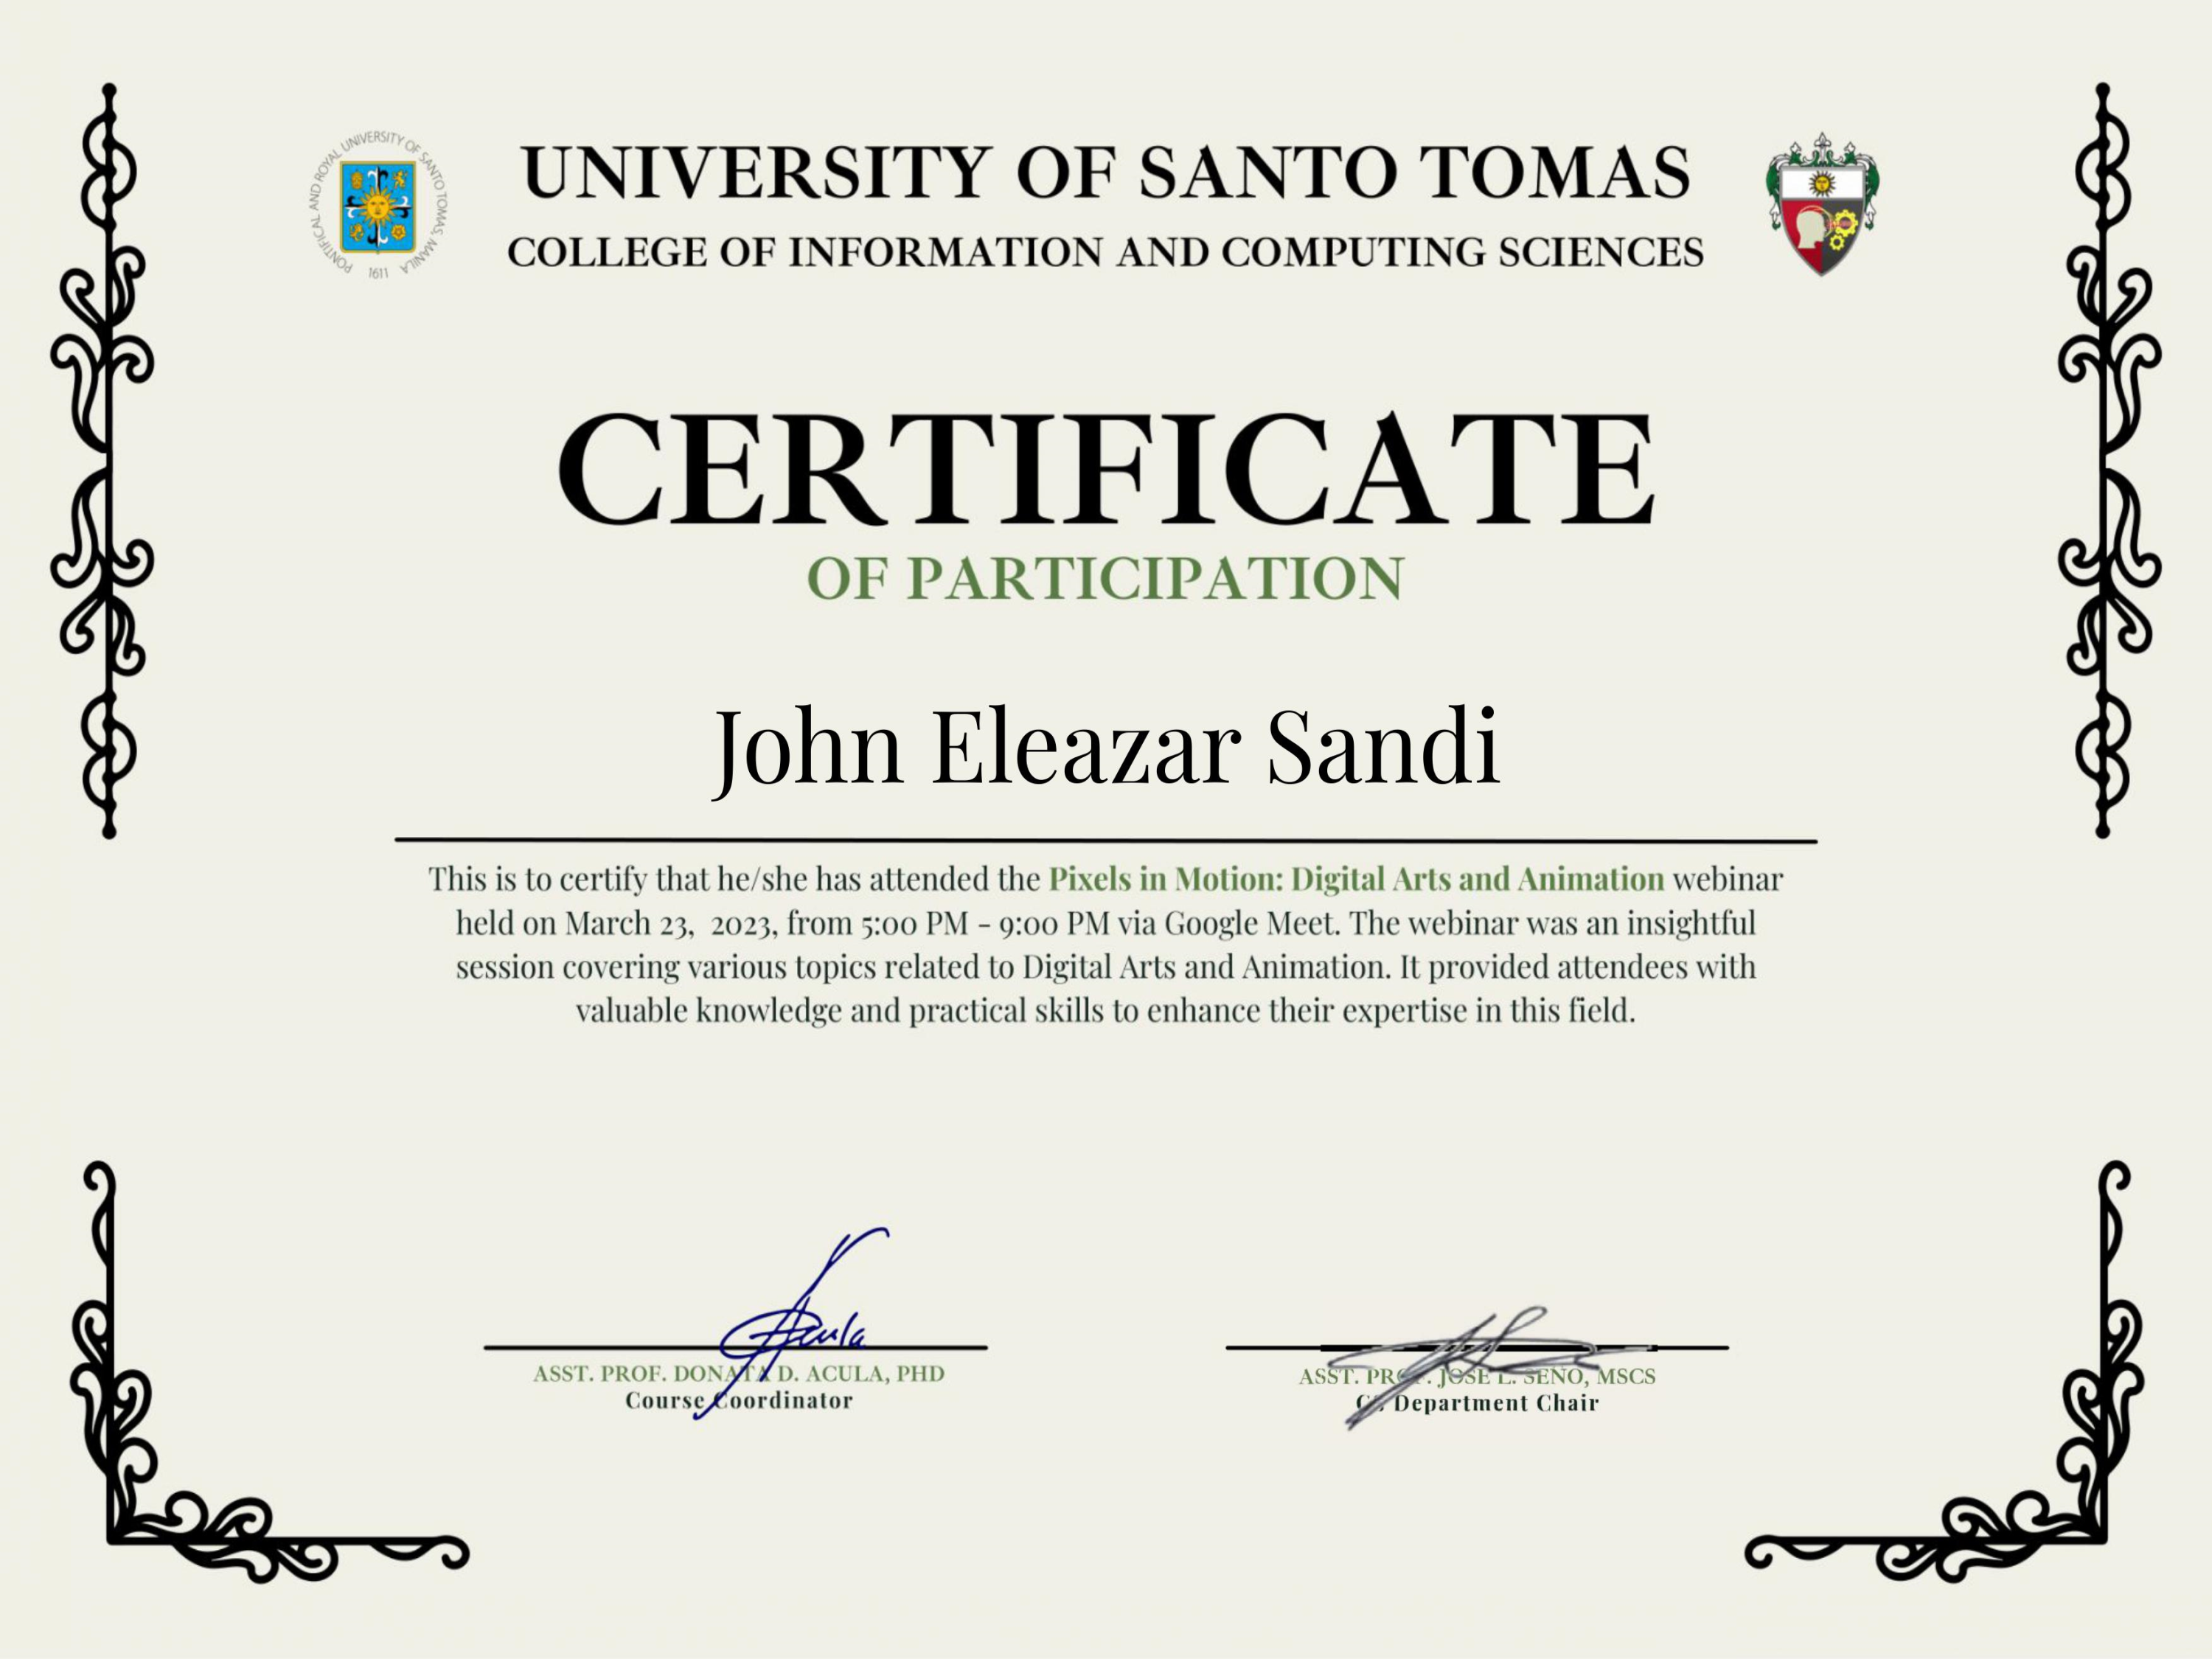 PONTIFICAL AND ROYAL UNIVERSITY OF SANTO TOMAS, MANILA
1611
UNIVERSITY OF SANTO TOMAS
COLLEGE OF INFORMATION AND COMPUTING SCIENCES
CERTIFICATE
OF PARTICIPATION
John Eleazar Sandi
This is to certify that he/she has attended the Pixels in Motion: Digital Arts and Animation webinar
held on March 23, 2023, from 5:00 PM - 9:00 PM via Google Meet. The webinar was an insightful
session covering various topics related to Digital Arts and Animation. It provided attendees with
valuable knowledge and practical skills to enhance their expertise in this field.
Acula
ASST. PROF. DONATA D. ACULA, PHD
Course Coordinator
ASST. PROF. JOSE L. SENO, MSCS
CS Department Chair